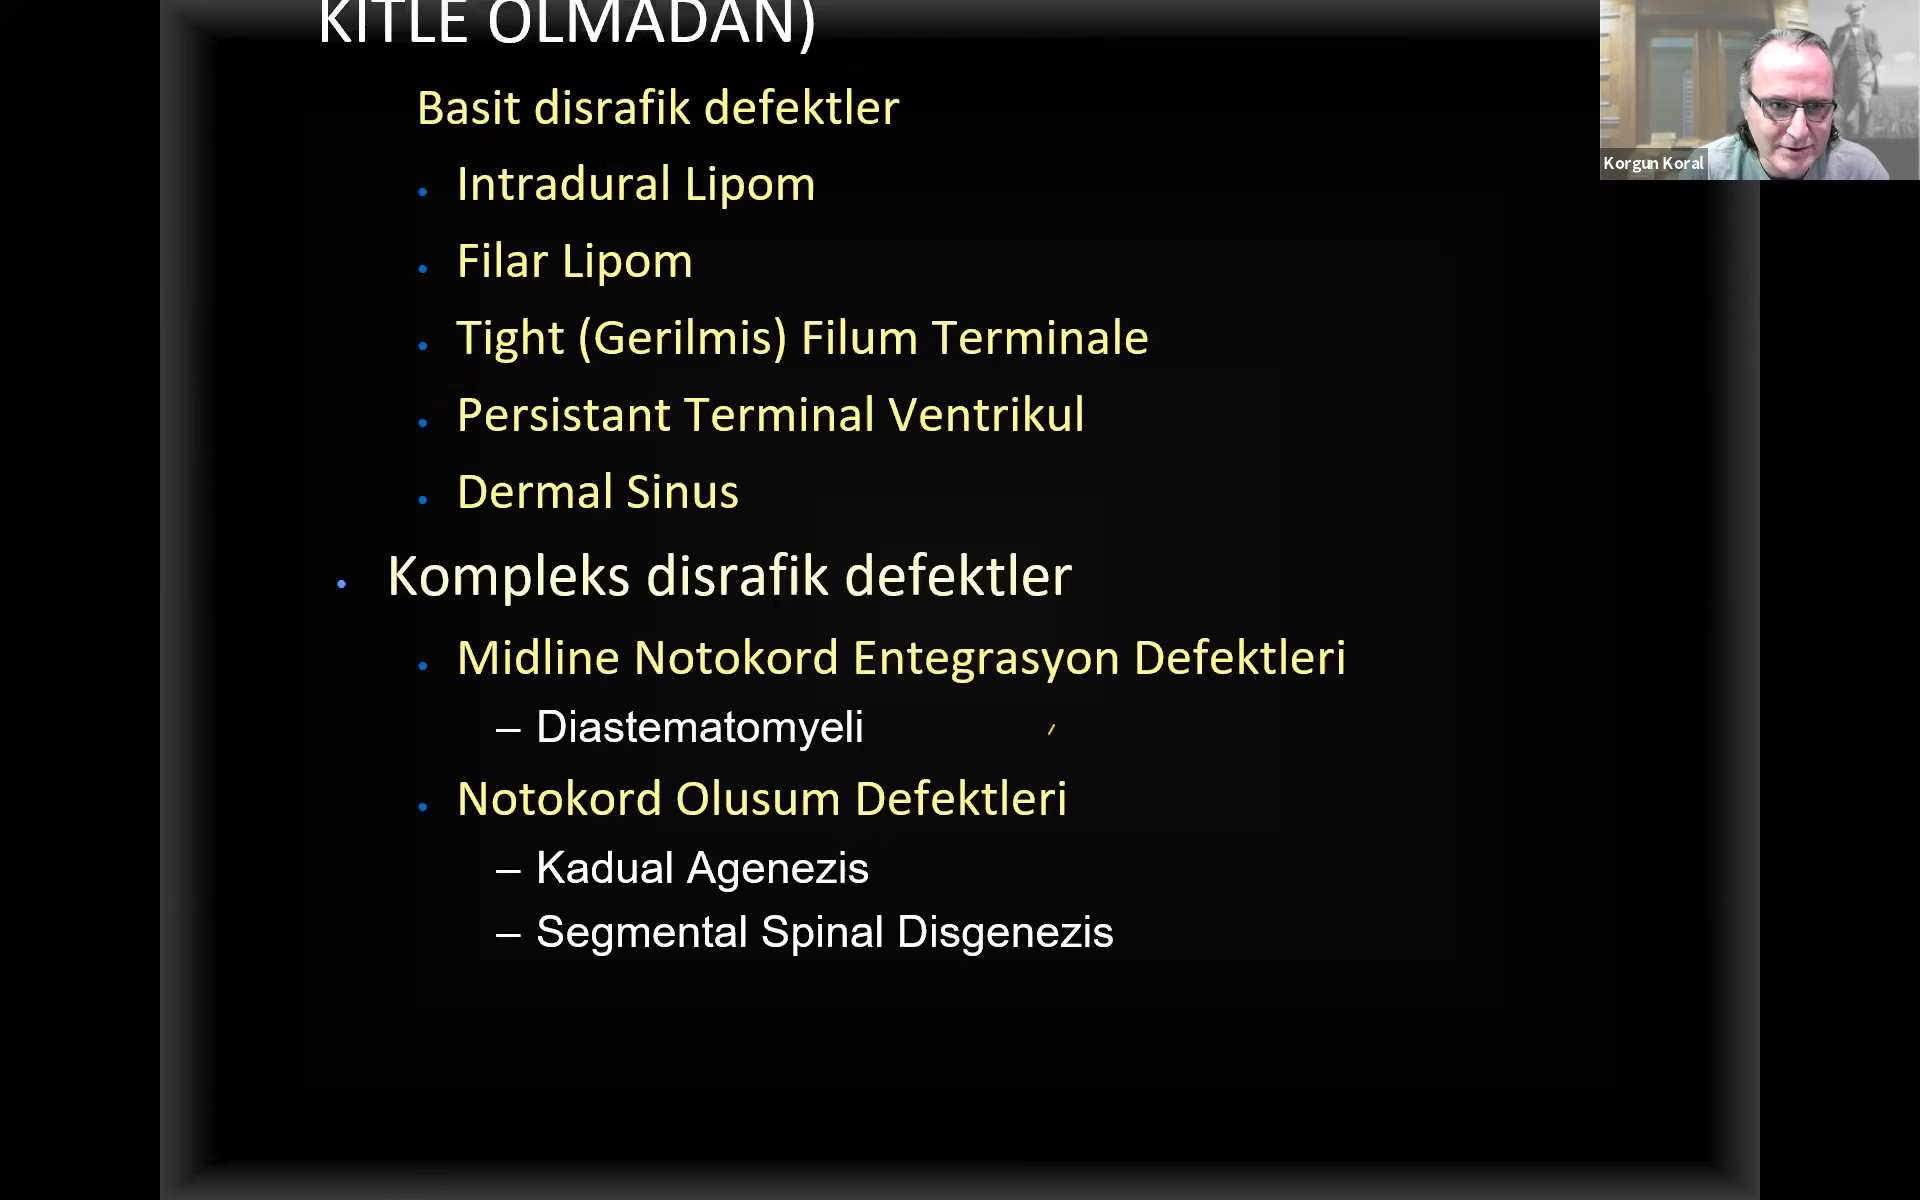 KITLE OLMADAN)
Basit disrafik defektler
• Intradural Lipom
• Filar Lipom
• Tight (Gerilmis) Filum Terminale
• Persistant Terminal Ventrikul
• Dermal Sinus
• Kompleks disrafik defektler
• Midline Notokord Entegrasyon Defektleri
– Diastematomyeli
• Notokord Olusum Defektleri
– Kadual Agenezis
– Segmental Spinal Disgenezis
Korgun Koral